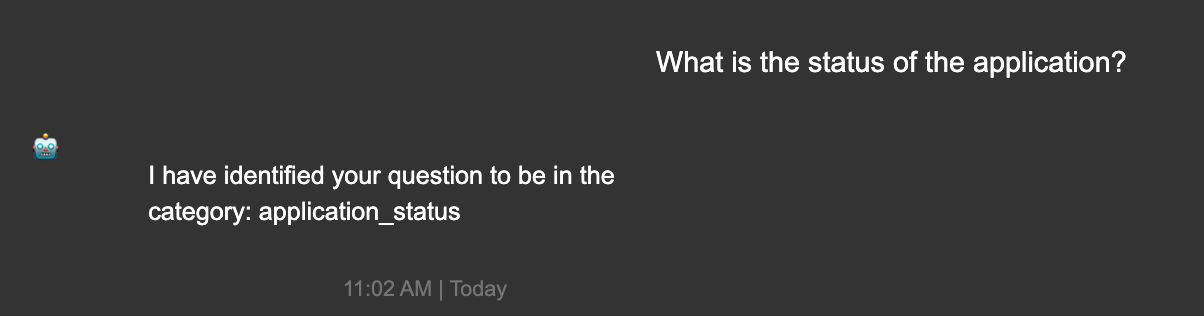 What is the status of the application?
I have identified your question to be in the
category: application_status
11:02 AM | Today